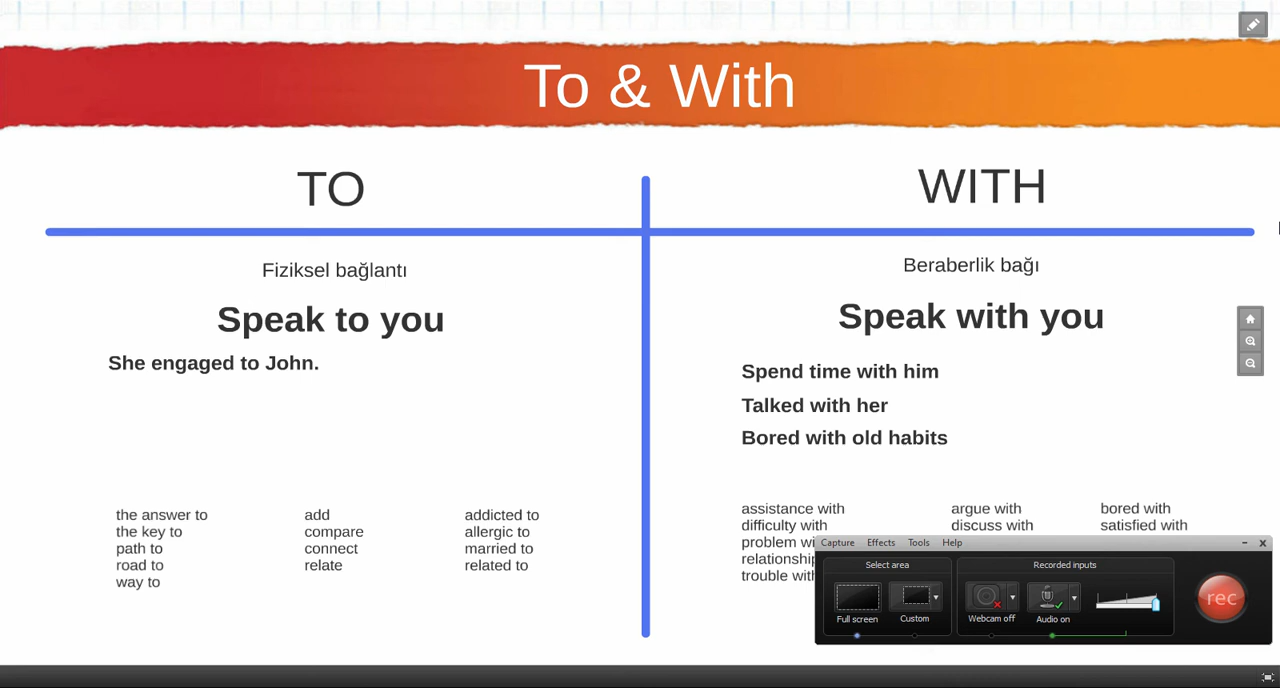 To & With
TO
Fiziksel bağlantı
Speak to you
She engaged to John.
the answer to
the key to
path to
road to
way to
add
compare
connect
relate
addicted to
allergic to
married to
related to
WITH
Beraberlik bağı
Speak with you
Spend time with him
Talked with her
Bored with old habits
assistance with
difficulty with
problem
relationship
trouble with
argue with
discuss with
bored with
satisfied with
Capture Effects Tools Help
Select area
Full screen
Custom
Recorded inputs
Webcam off
Audio on
rec